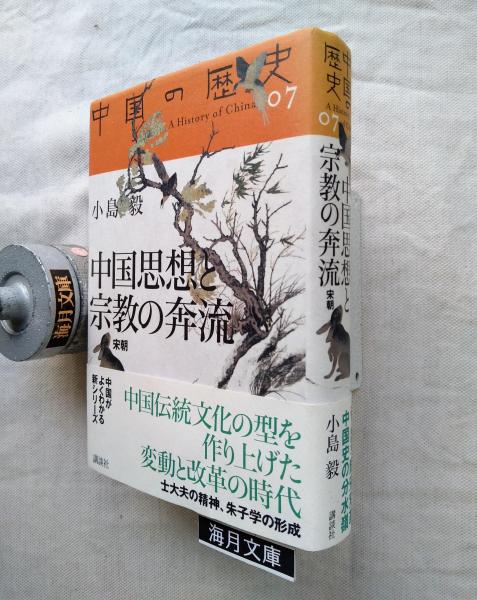 中国の歴史
07
A History of China
小島 毅
中国思想と
宗教の奔流
宋朝
中国が
よくわかる
新シリーズ
講談社
中国伝統文化の型を
作り上げた
変動と改革の時代
士大夫の精神、朱子学の形成
中国の
歴史
07
中国思想と
宗教の奔流
宋朝
小島 毅
中国史の分水嶺
講談社
海月文庫
海月文庫